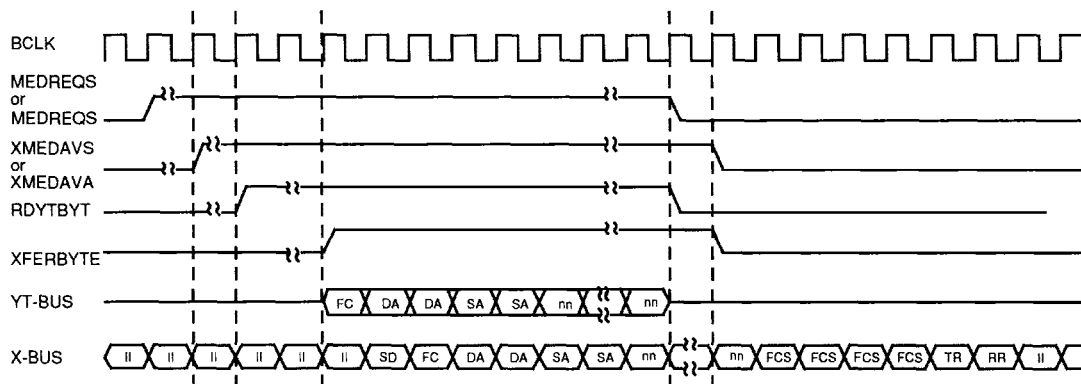 BCLK
MEDREQS
or
MEDREQS
XMEDAVS
or
XMEDAVA
RDYTBYT
XFERBYTE
YT-BUS FC DA DA SA SA nn nn
X-BUS II II II II II II SD FC DA DA SA SA nn nn FCS FCS FCS FCS TR RR II